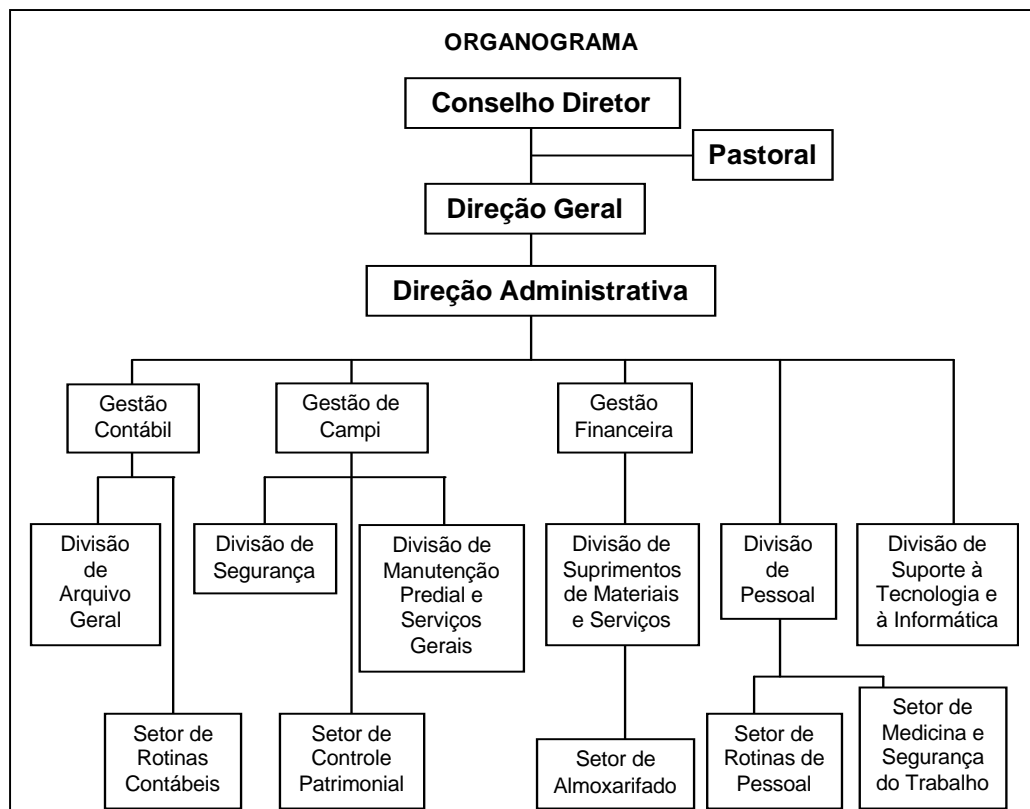 ORGANOGRAMA
Conselho Diretor
Pastoral
Direção Geral
Direção Administrativa
Gestão
Contábil
Gestão de
Campi
Gestão
Financeira
Divisão
de
Arquivo
Geral
Divisão de
Segurança
Divisão de
Manutenção
Predial e
Serviços
Gerais
Divisão de
Suprimentos
de Materiais
e Serviços
Divisão
de
Pessoal
Divisão de
Suporte à
Tecnologia e
à Informática
Setor de
Rotinas
Contábeis
Setor de
Controle
Patrimonial
Setor de
Almoxarifado
Setor de
Rotinas de
Pessoal
Setor de
Medicina e
Segurança
do Trabalho